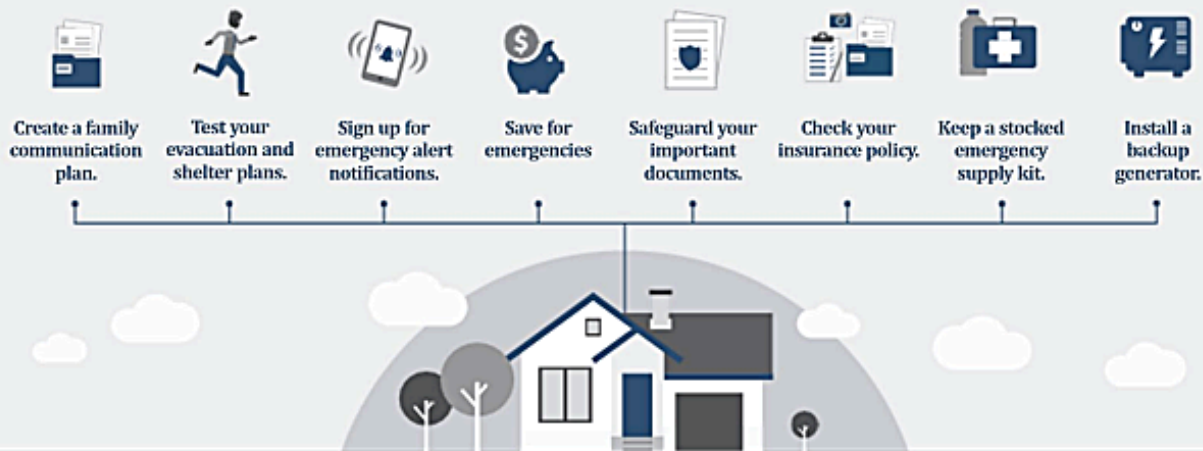 Create a family
communication
plan.
Test your
evacuation and
shelter plans.
Sign up for
emergency alert
notifications.
Save for
emergencies
Safeguard your
important
documents.
Check your
insurance policy.
Keep a stocked
emergency
supply kit.
Install a
backup
generator.